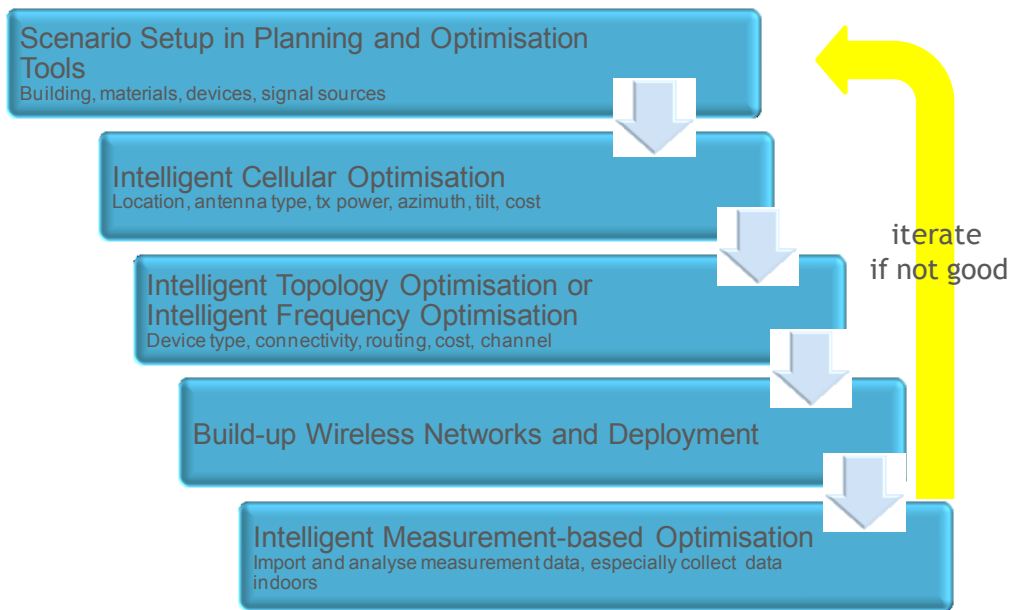 Scenario Setup in Planning and Optimisation
Tools
Building, materials, devices, signal sources
Intelligent Cellular Optimisation
Location, antenna type, tx power, azimuth, tilt, cost
iterate
if not good
Intelligent Topology Optimisation or
Intelligent Frequency Optimisation
Device type, connectivity, routing, cost, channel
Build-up Wireless Networks and Deployment
Intelligent Measurement-based Optimisation
Import and analyse measurement data, especially collect data
indoors